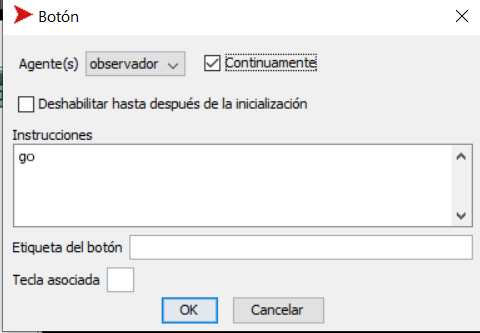 Botón
Agente(s) observador Continuamente
Deshabilitar hasta después de la inicialización
Instrucciones
go
Etiqueta del botón
Tecla asociada
OK Cancelar